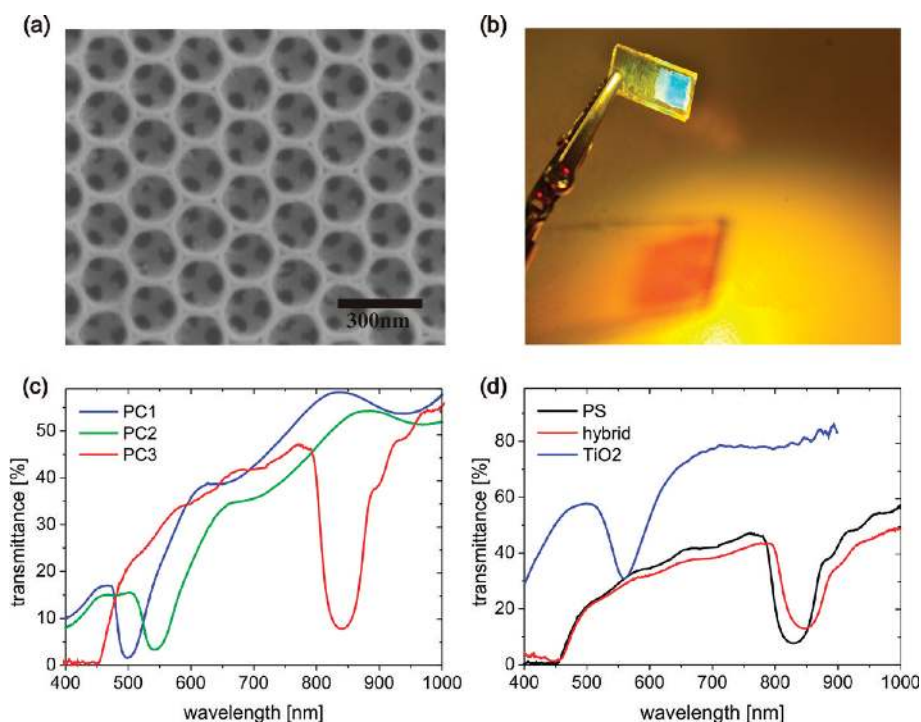 (a)
300nm
(b)
(c)
PC1
PC2
PC3
50
40
30
20
10
0
transmittance [%]
400 500 600 700 800 900 1000
wavelength [nm]
(d)
PS
hybrid
TiO2
80
60
40
20
0
transmittance [%]
400 500 600 700 800 900 1000
wavelength [nm]